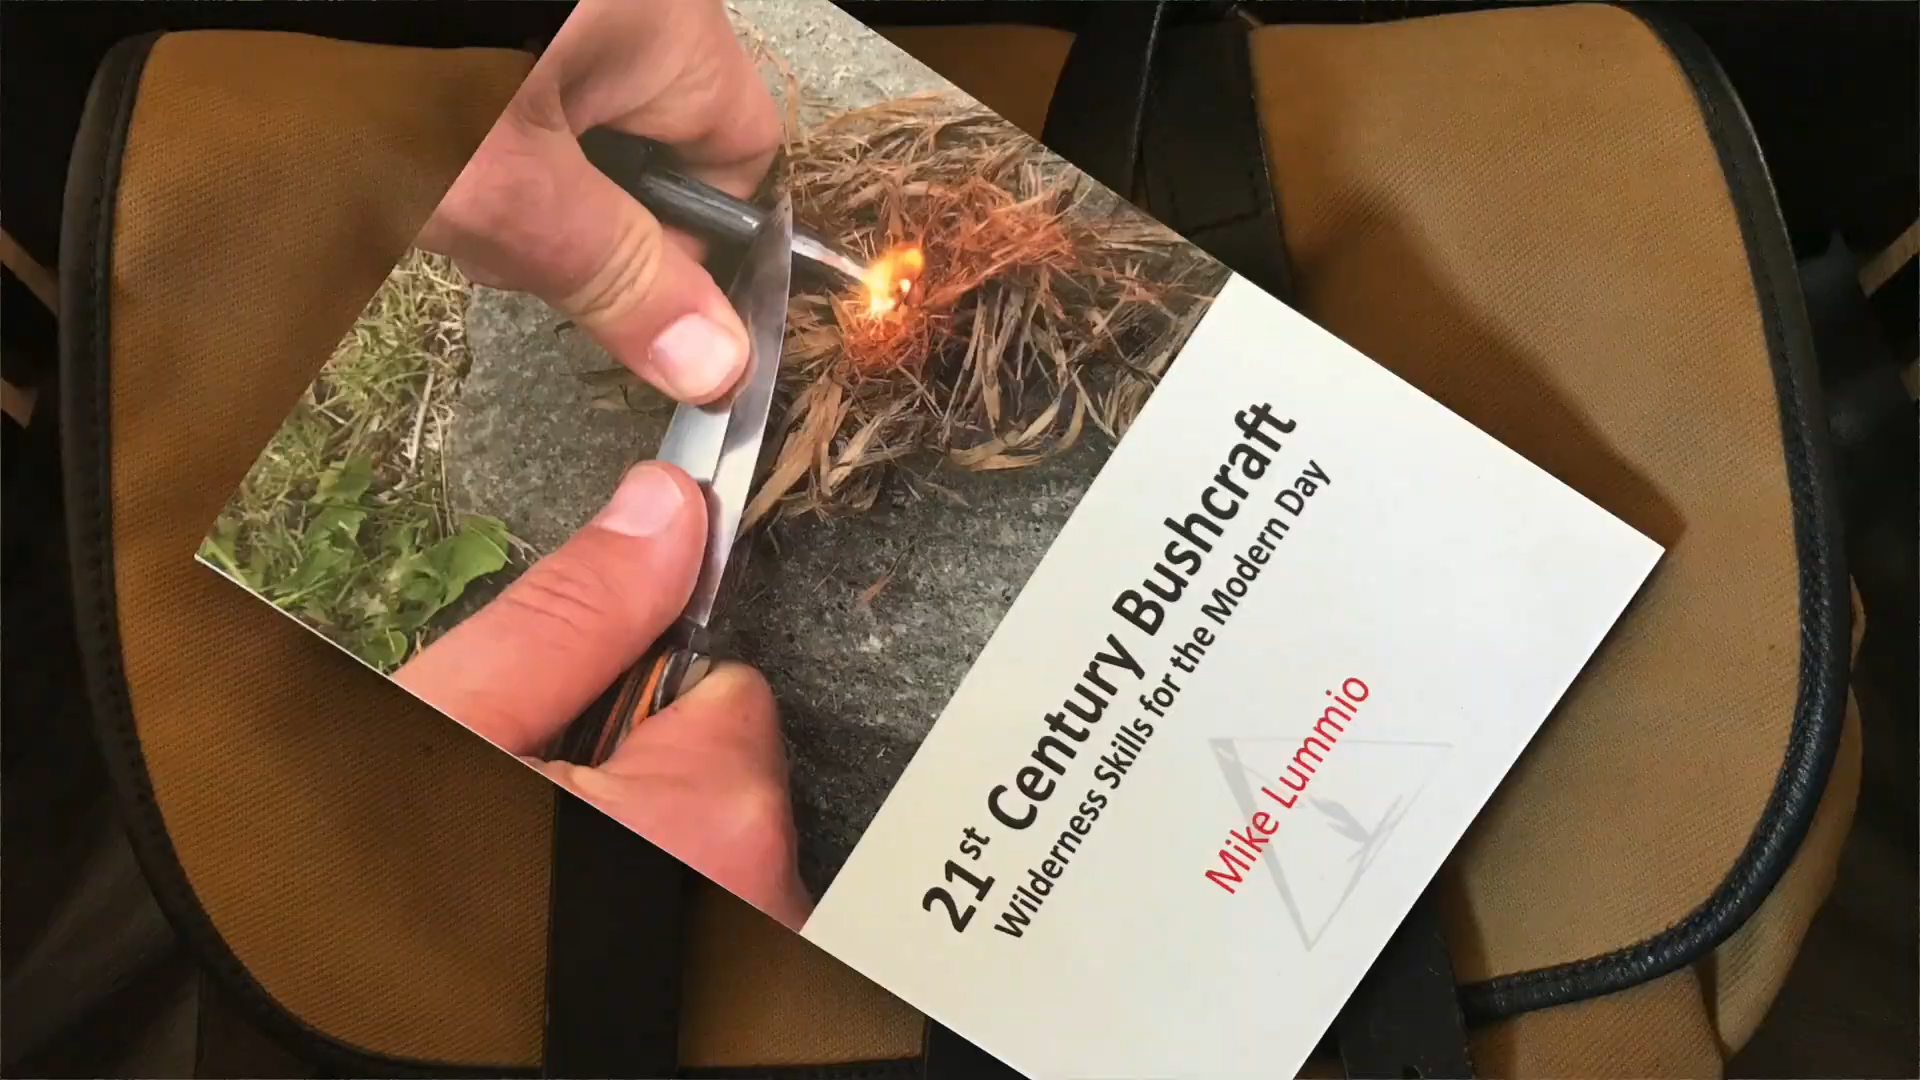 21st Century Bushcraft
Wilderness Skills for the Modern Day
Mike Lummio